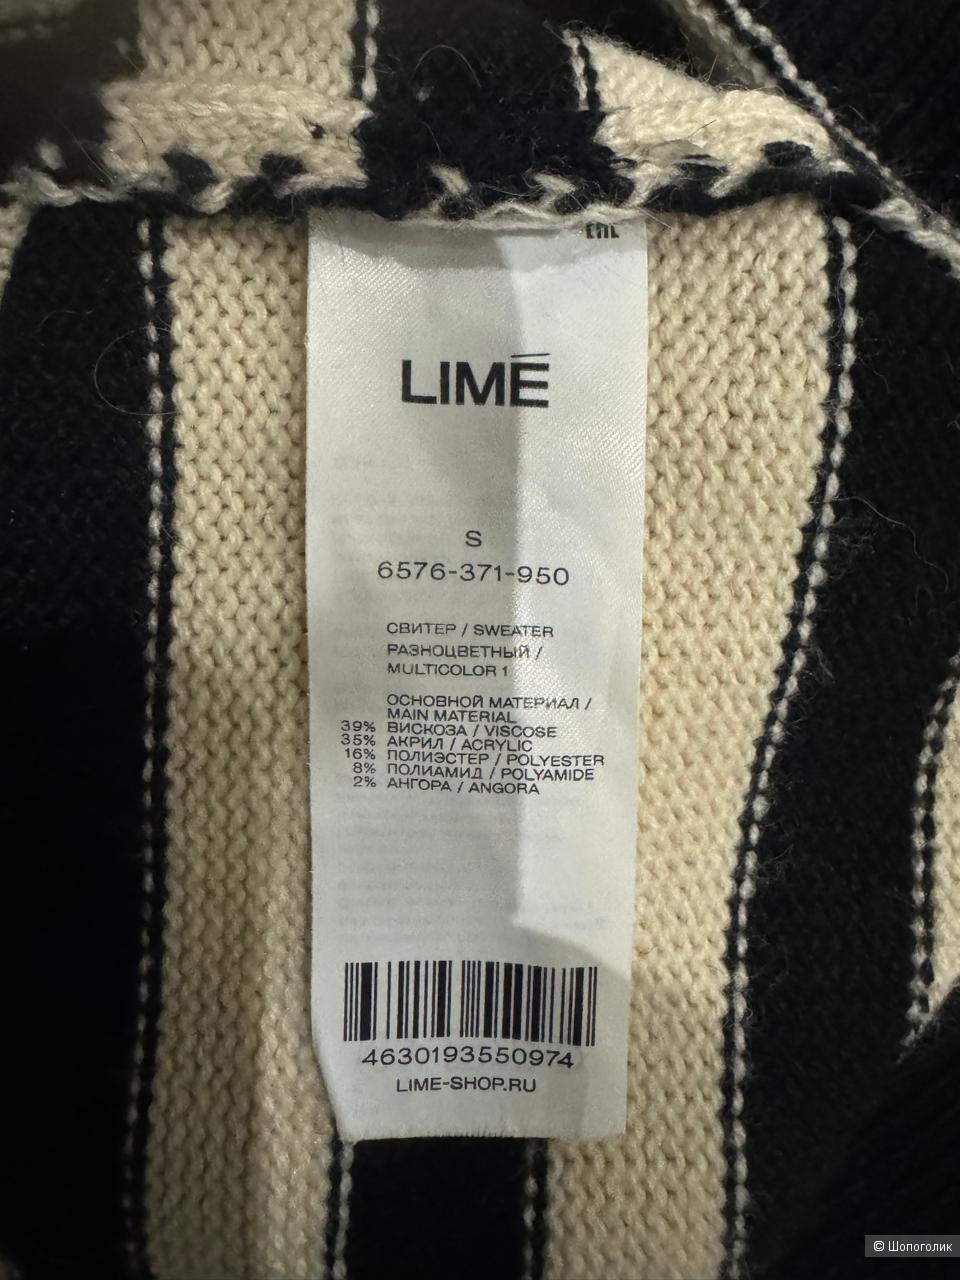 ЕАС
LIMÉ
S
6576-371-950
СВИТЕР / SWEATER
РАЗНОЦВЕТНЫЙ /
MULTICOLOR 1
ОСНОВНОЙ МАТЕРИАЛ /
MAIN MATERIAL
39% ВИСКОЗА / VISCOSE
35% АКРИЛ / ACRYLIC
16% ПОЛИЭСТЕР / POLYESTER
8% ПОЛИАМИД / POLYAMIDE
2% АНГОРА / ANGORA
4630193550974
LIME-SHOP.RU
© Шопоголик